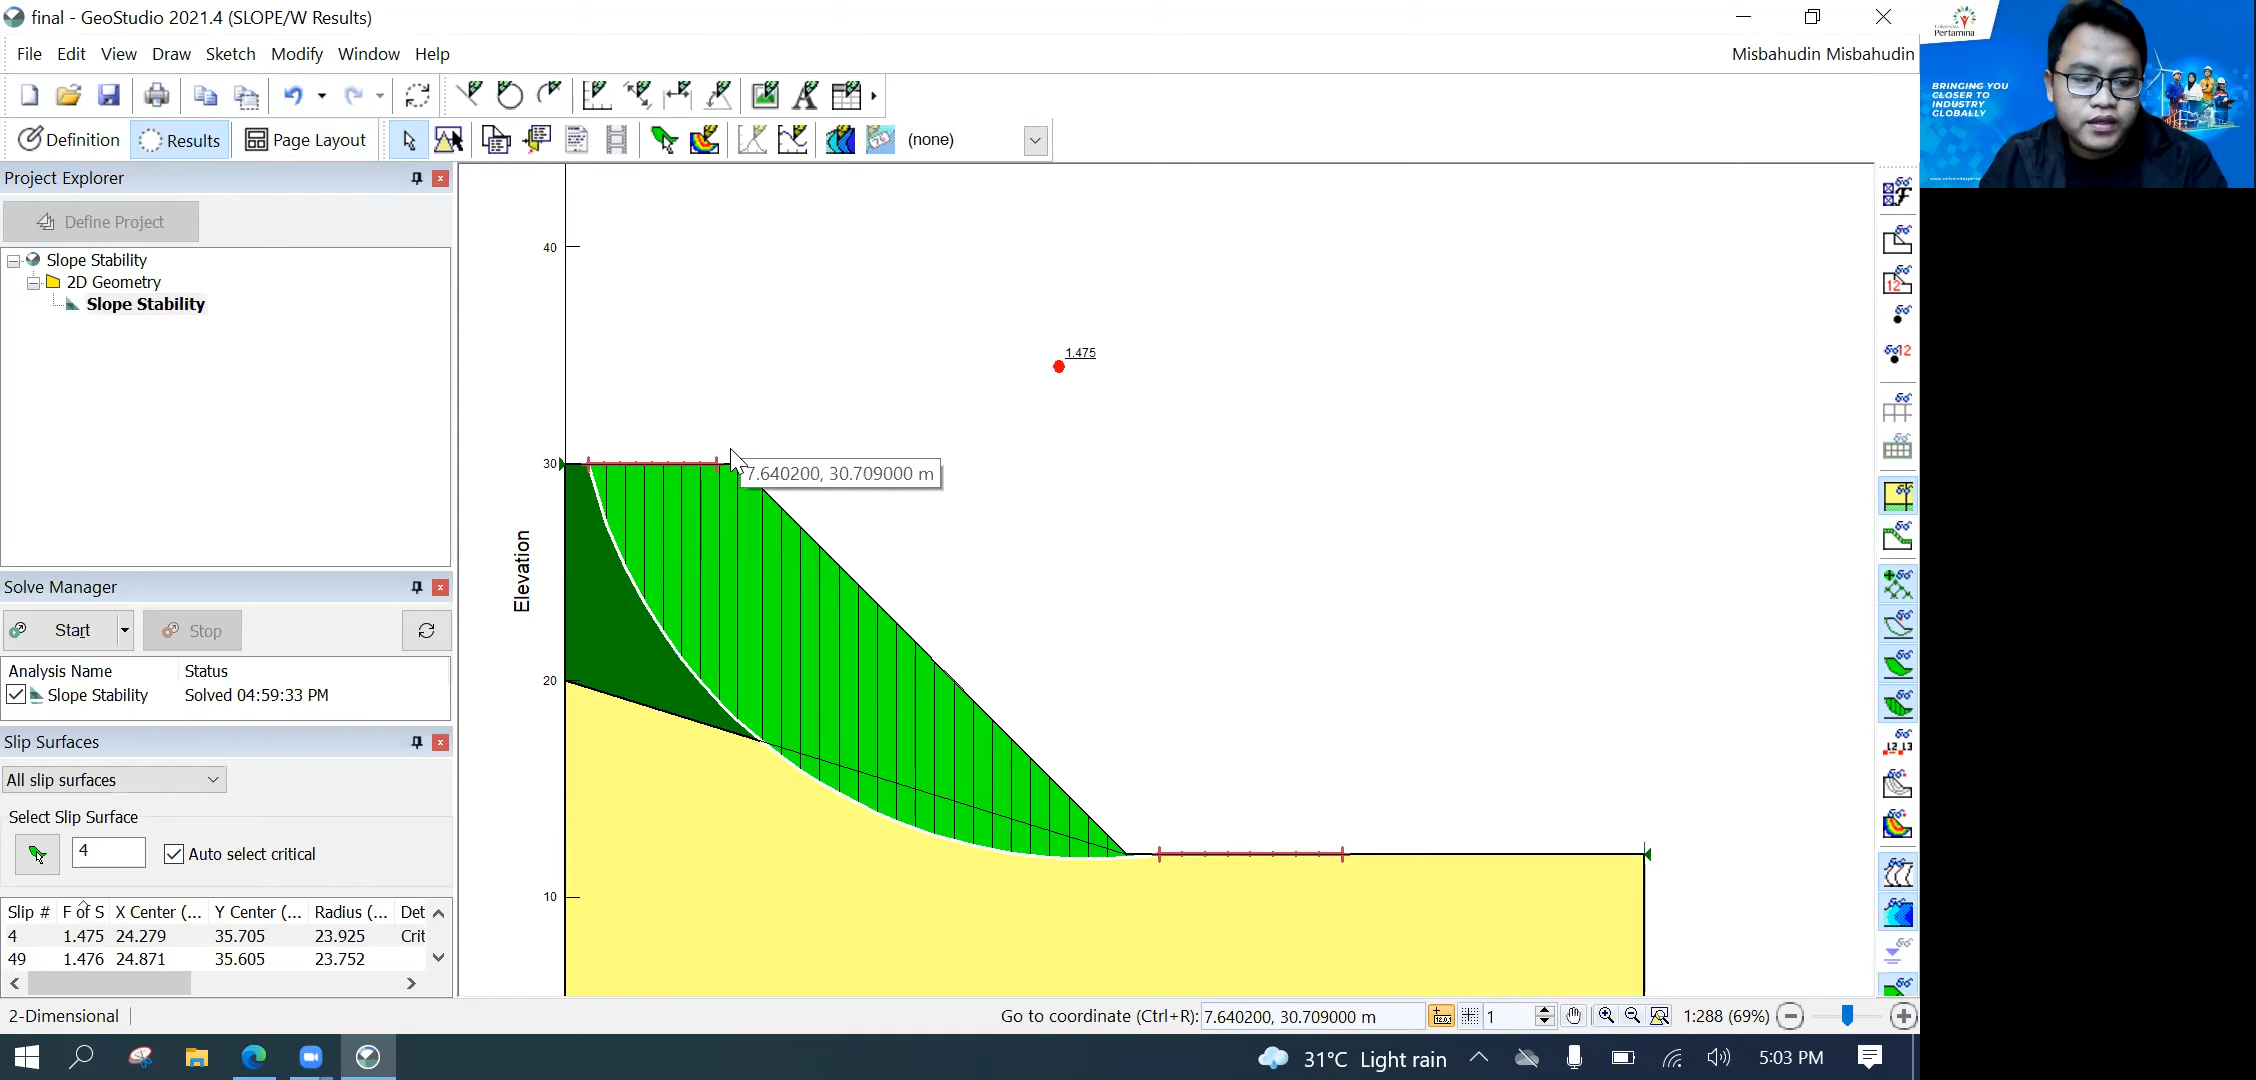 final - GeoStudio 2021.4 (SLOPE/W Results)
File Edit View Draw Sketch Modify Window Help
Misbahudin Misbahudin
Definition Results Page Layout (none)
Project Explorer
Define Project
Slope Stability
2D Geometry
Slope Stability
Solve Manager
Start Stop
Analysis Name Status
Slope Stability Solved 04:59:33 PM
Slip Surfaces
All slip surfaces
Select Slip Surface
4 Auto select critical
Slip # F of S X Center (... Y Center (... Radius (... Det
4 1.475 24.279 35.705 23.925 Crit
49 1.476 24.871 35.605 23.752
40
1.475
30
7.640200, 30.709000 m
Elevation
20
10
12
12
12 13
2-Dimensional
Go to coordinate (Ctrl+R): 7.640200, 30.709000 m 1 1:288 (69%)
31°C Light rain 5:03 PM
Pertamina
BRINGING YOU
CLOSER TO
INDUSTRY
GLOBALLY